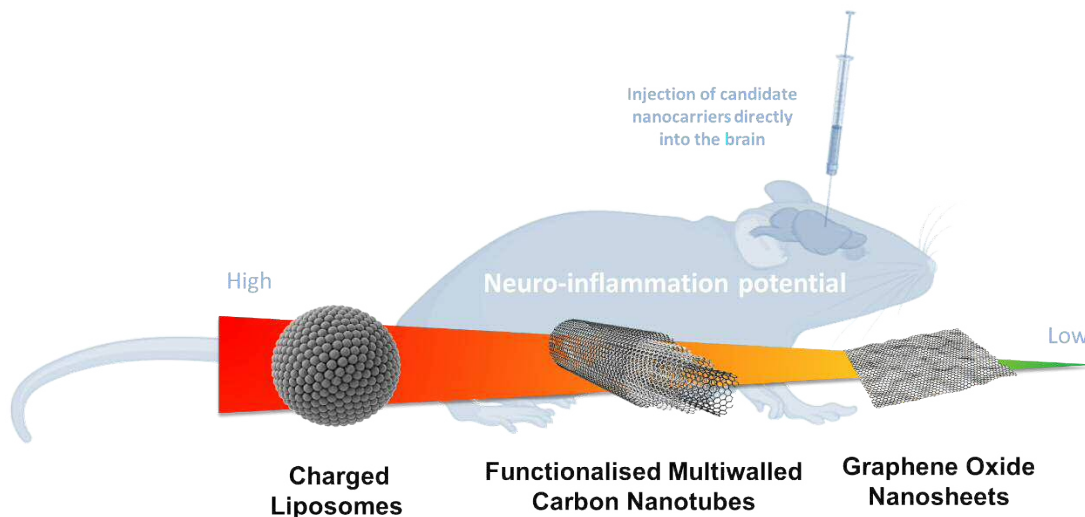 Injection of candidate
nanocarriers directly
into the brain
High
Neuro-inflammation potential
Low
Charged
Liposomes
Functionalised Multiwalled
Carbon Nanotubes
Graphene Oxide
Nanosheets